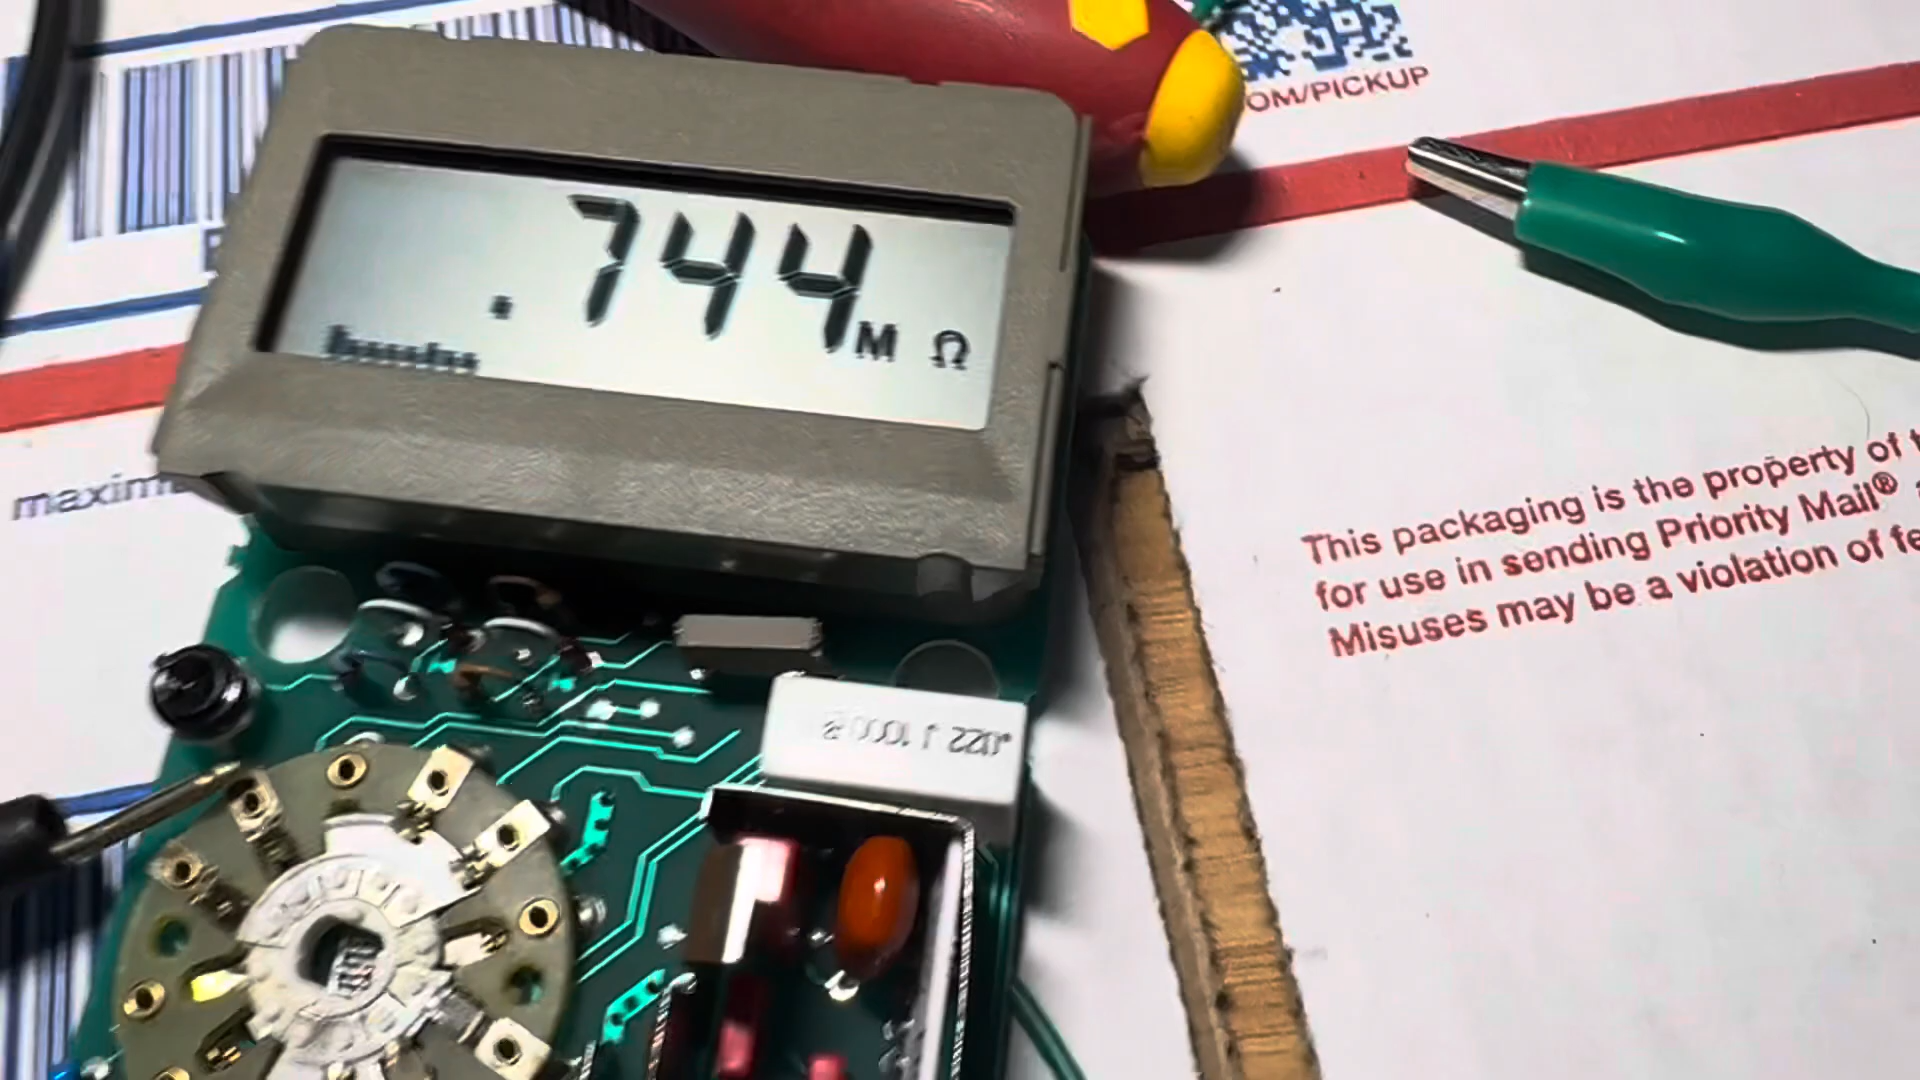 OM/PICKUP
.744 M Ω
maxim
This packaging is the property of
for use in sending Priority Mail®
Misuses may be a violation of fe
.022 J 1000